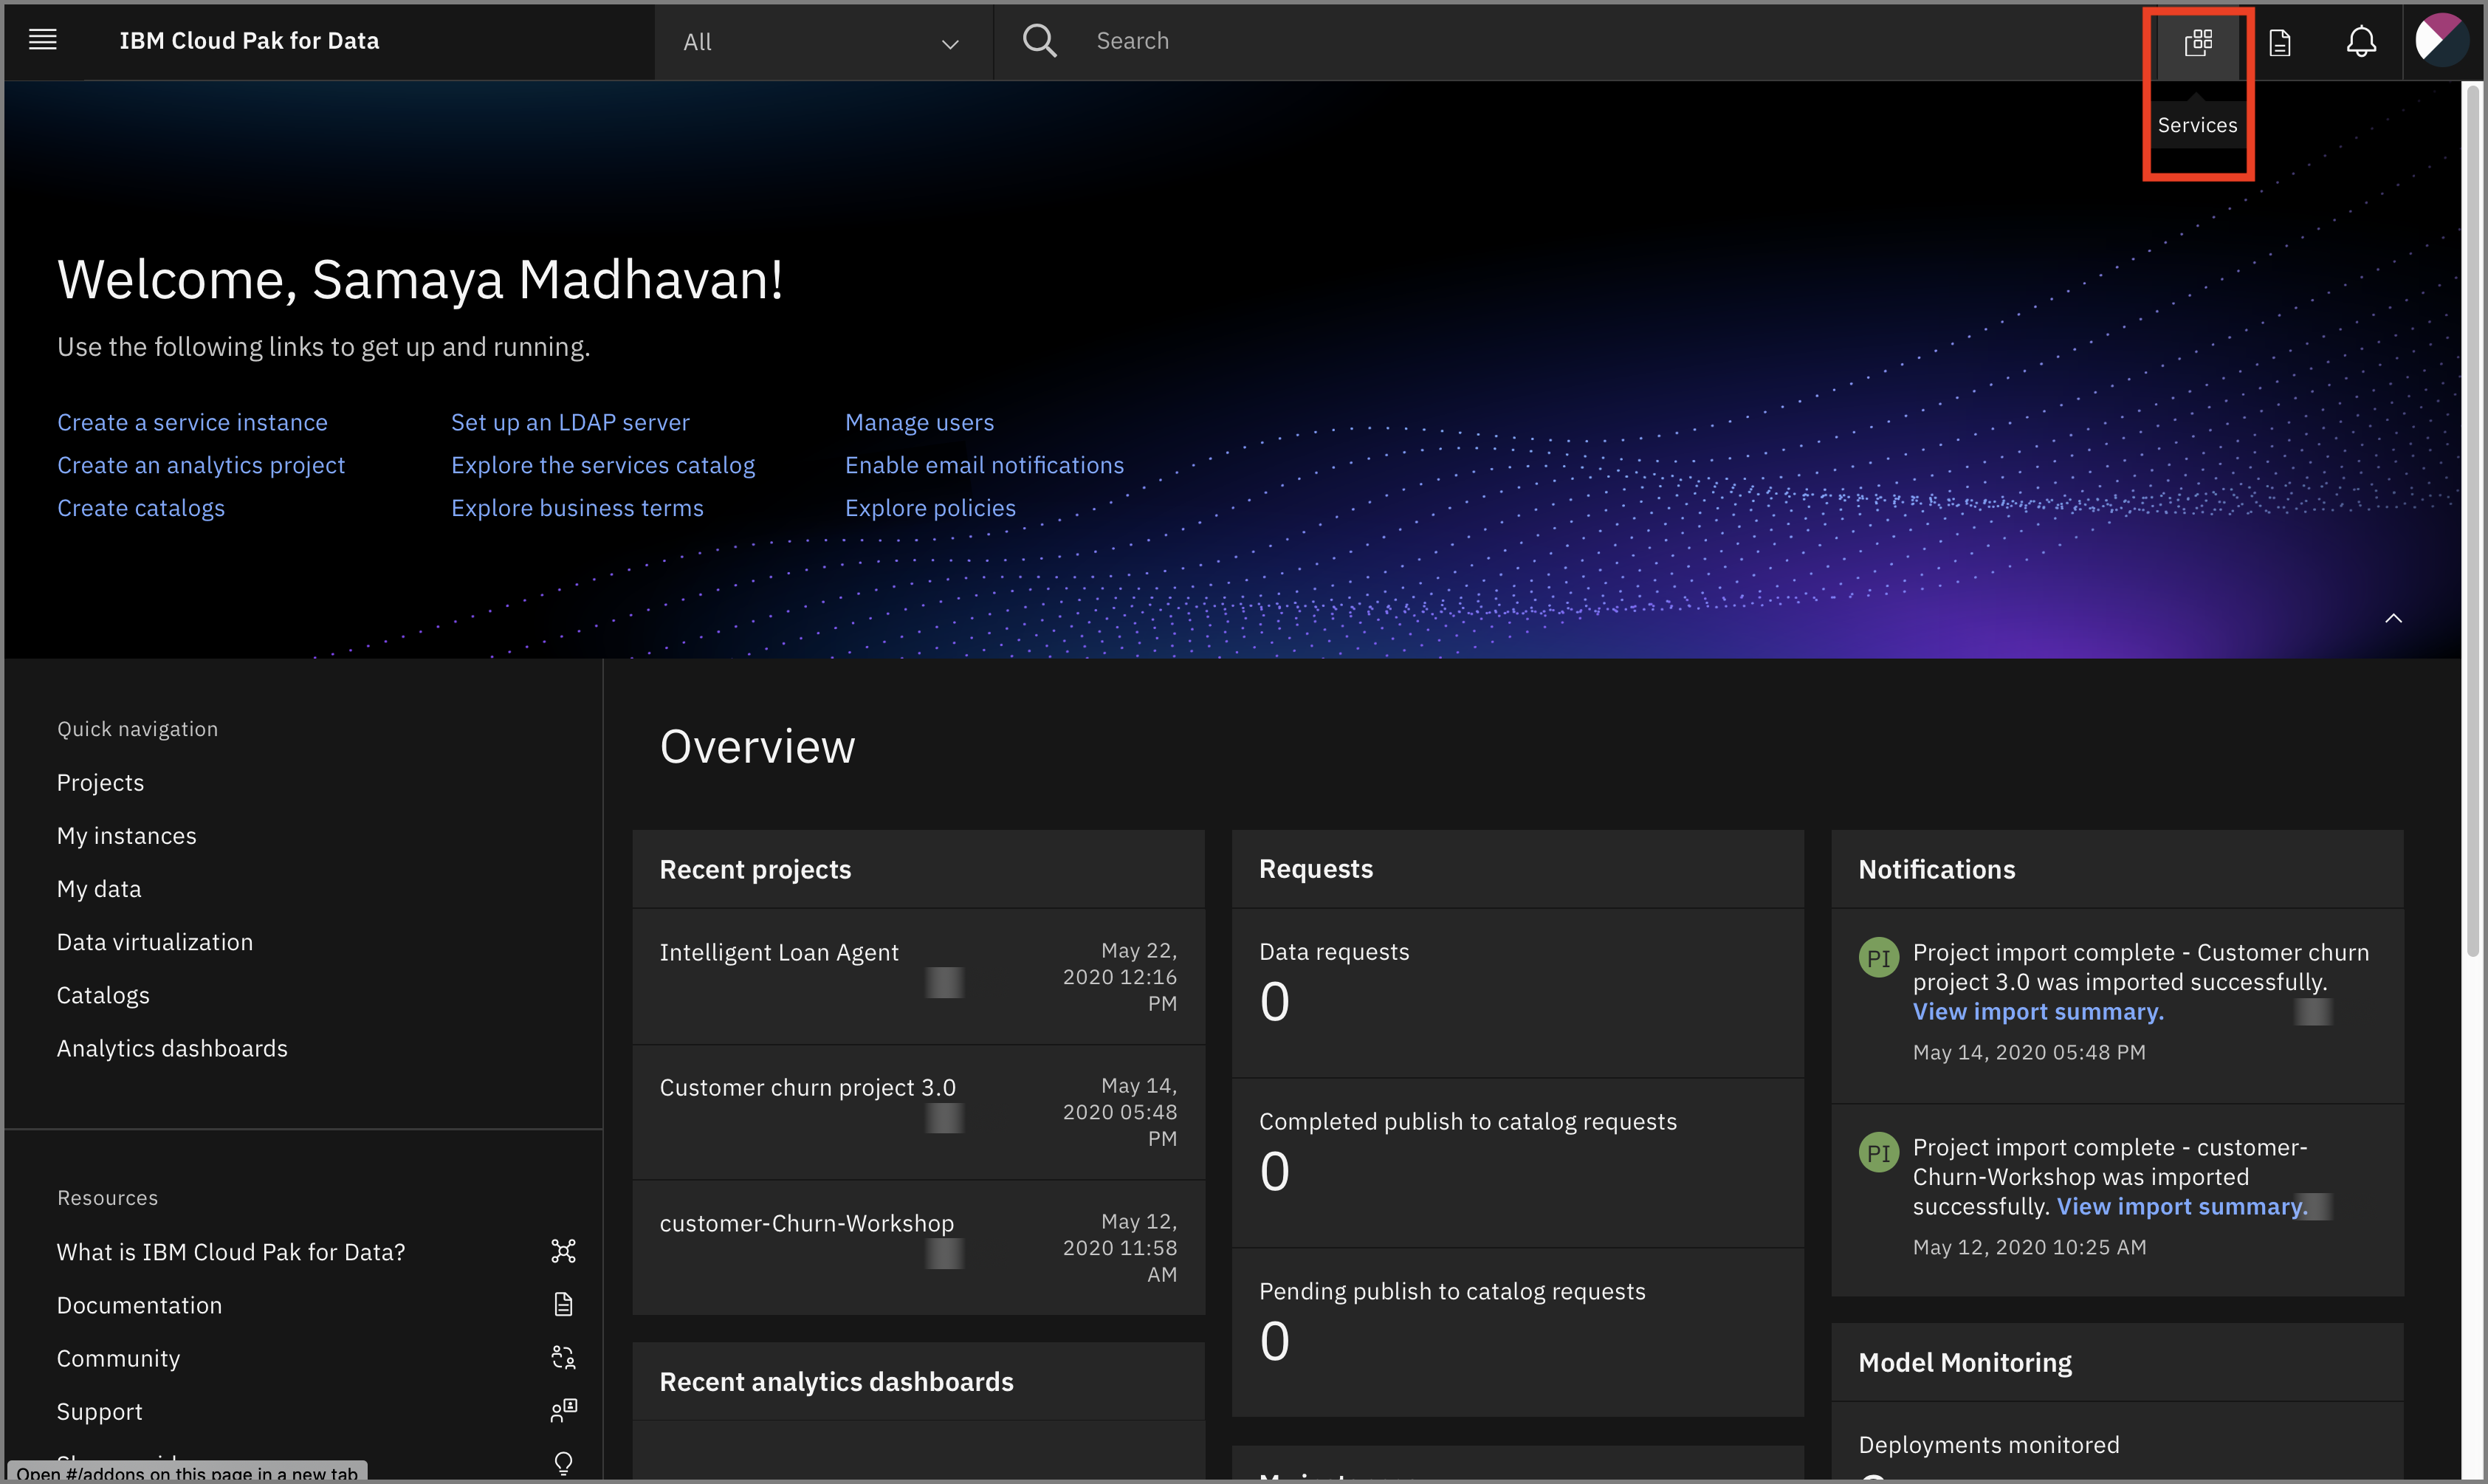 IBM Cloud Pak for Data
All
Search
Services
Welcome, Samaya Madhavan!
Use the following links to get up and running.
Create a service instance
Set up an LDAP server
Manage users
Create an analytics project
Explore the services catalog
Enable email notifications
Create catalogs
Explore business terms
Explore policies
Quick navigation
Projects
My instances
My data
Data virtualization
Catalogs
Analytics dashboards
Resources
What is IBM Cloud Pak for Data?
Documentation
Community
Support
Open #/addons on this page in a new tab
Overview
Recent projects
Intelligent Loan Agent
May 22,
2020 12:16
PM
Customer churn project 3.0
May 14,
2020 05:48
PM
customer-Churn-Workshop
May 12,
2020 11:58
AM
Recent analytics dashboards
Requests
Data requests
0
Completed publish to catalog requests
0
Pending publish to catalog requests
0
Notifications
PI
Project import complete - Customer churn
project 3.0 was imported successfully.
View import summary.
May 14, 2020 05:48 PM
PI
Project import complete - customer-
Churn-Workshop was imported
successfully. View import summary.
May 12, 2020 10:25 AM
Model Monitoring
Deployments monitored